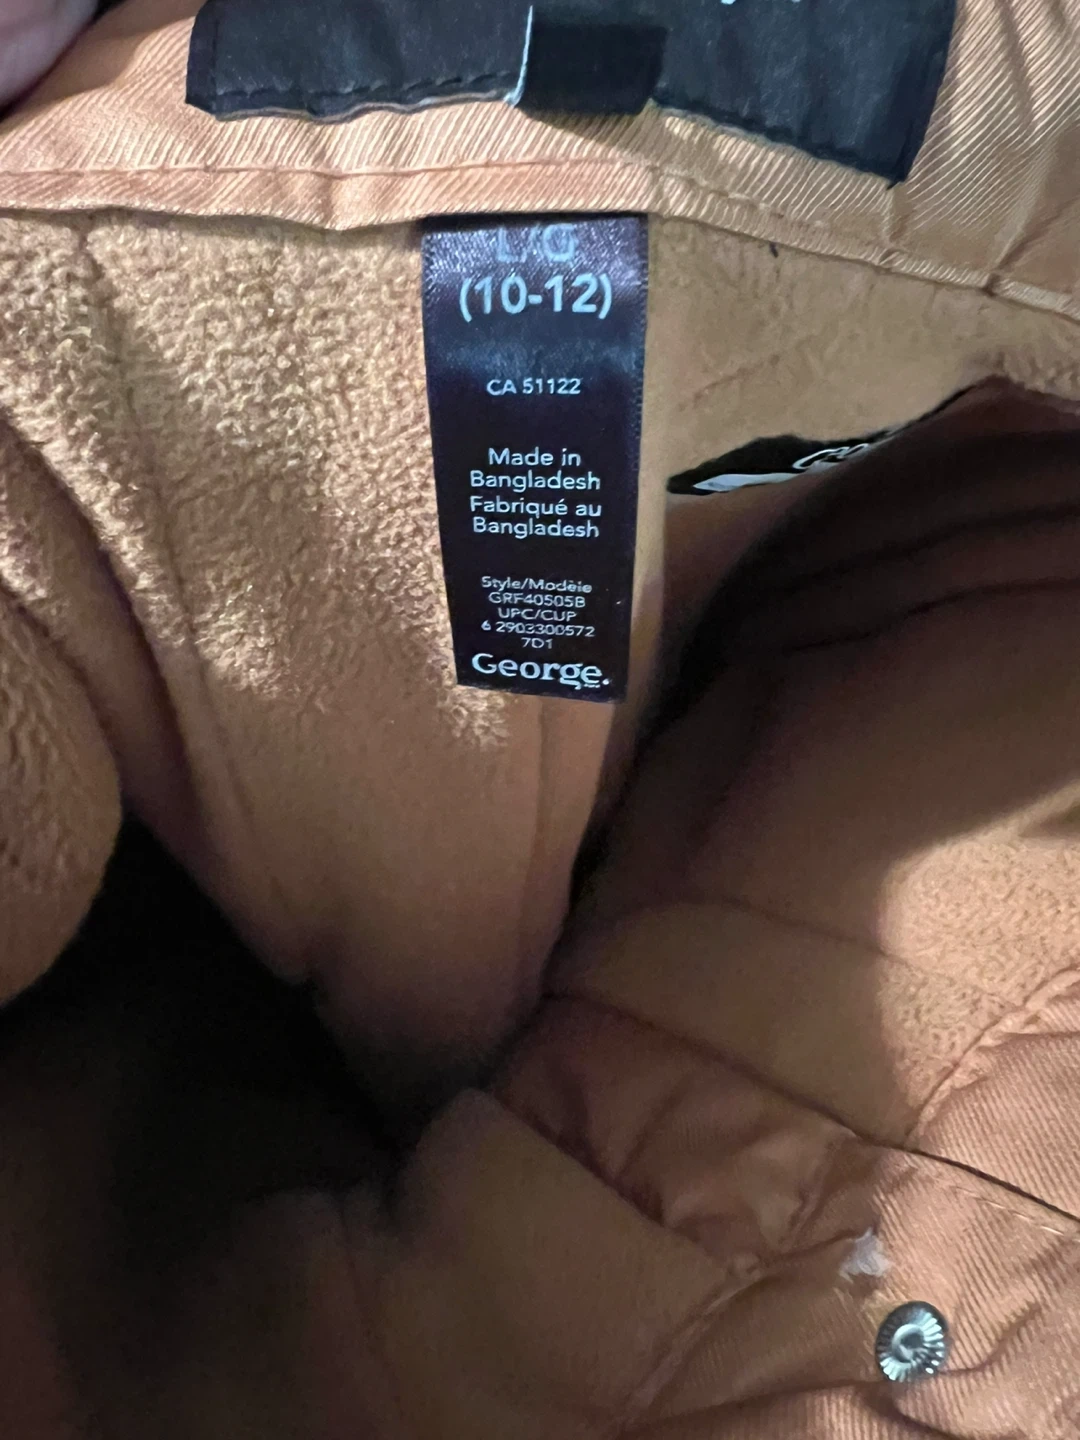 L/G
(10-12)
CA 51122
Made in
Bangladesh
Fabriqué au
Bangladesh
Style/Modèle
GRF40505B
UPC/CUP
6 2903300572
7D1
George.